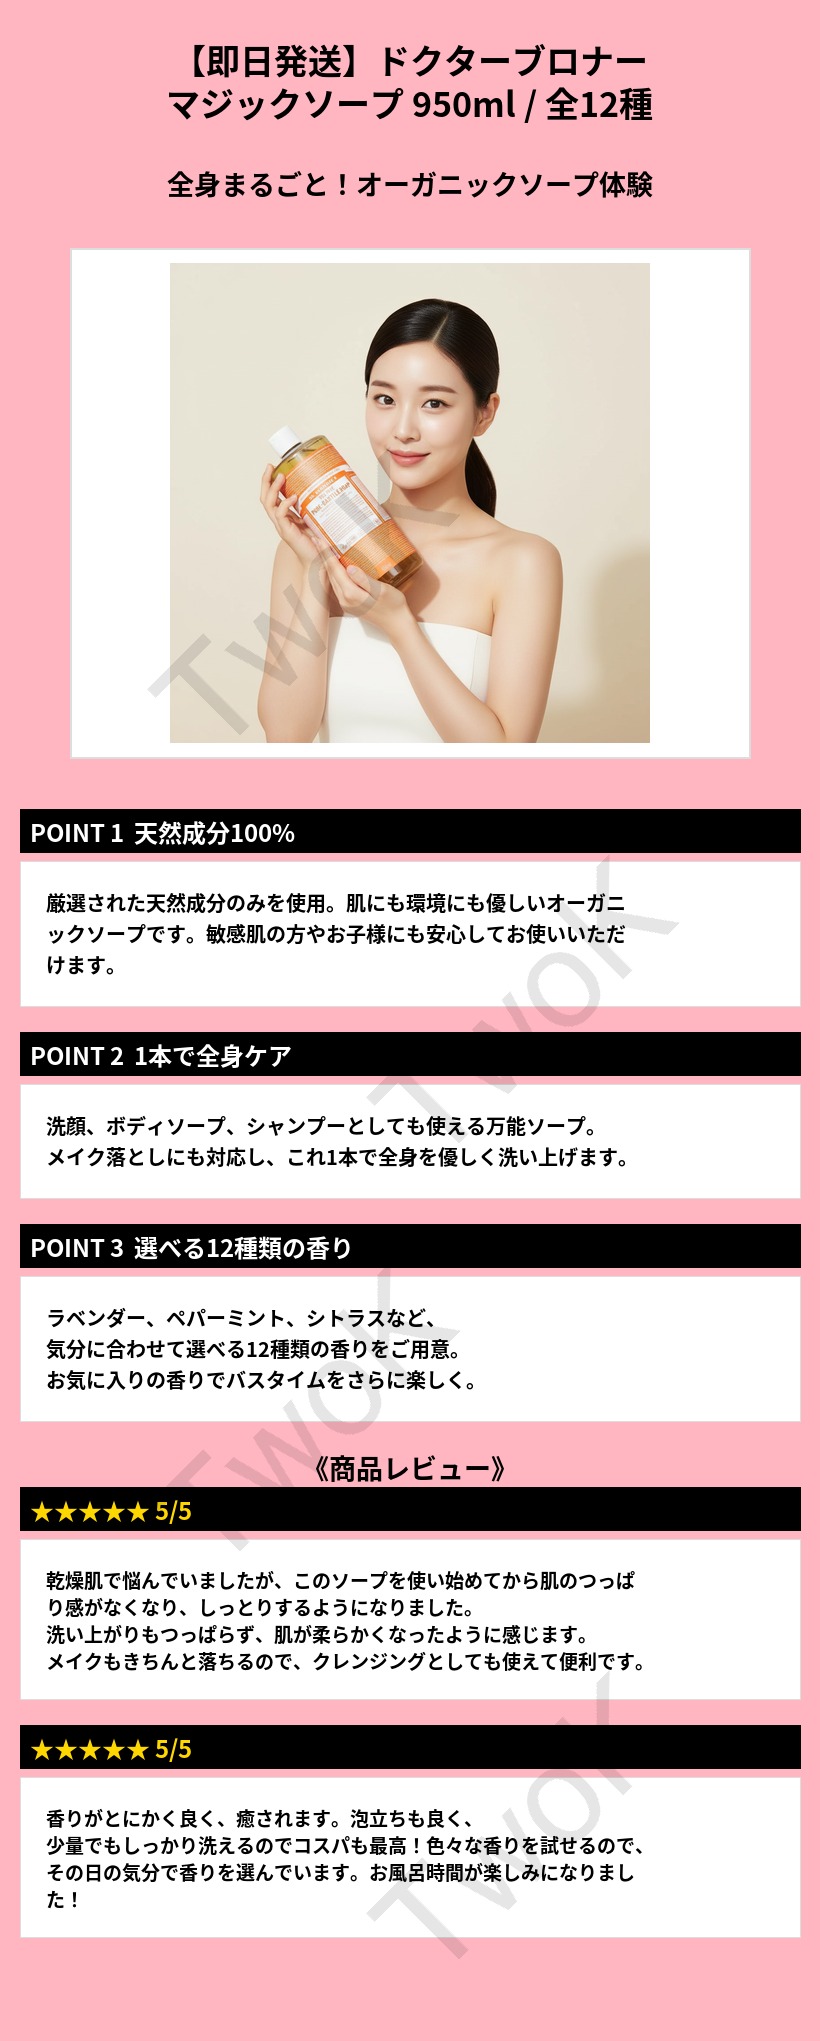 【即日発送】ドクターブロナー
マジックソープ 950ml / 全12種
全身まるごと！オーガニックソープ体験
PURE-CASTILE SOAP
TwoK
POINT 1 天然成分100%
厳選された天然成分のみを使用。肌にも環境にも優しいオーガニ
ックソープです。敏感肌の方やお子様にも安心してお使いいただ
けます。
TwoK
POINT 2 1本で全身ケア
洗顔、ボディソープ、シャンプーとしても使える万能ソープ。
メイク落としにも対応し、これ1本で全身を優しく洗い上げます。
POINT 3 選べる12種類の香り
ラベンダー、ペパーミント、シトラスなど、
気分に合わせて選べる12種類の香りをご用意。
お気に入りの香りでバスタイムをさらに楽しく。
TwoK
《商品レビュー》
★★★★★ 5/5
乾燥肌で悩んでいましたが、このソープを使い始めてから肌のつっぱ
り感がなくなり、しっとりするようになりました。
洗い上がりもつっぱらず、肌が柔らかくなったように感じます。
メイクもきちんと落ちるので、クレンジングとしても使えて便利です。
★★★★★ 5/5
香りがとにかく良く、癒されます。泡立ちも良く、
少量でもしっかり洗えるのでコスパも最高！色々な香りを試せるので、
その日の気分で香りを選んでいます。お風呂時間が楽しみになりまし
た！
TwoK